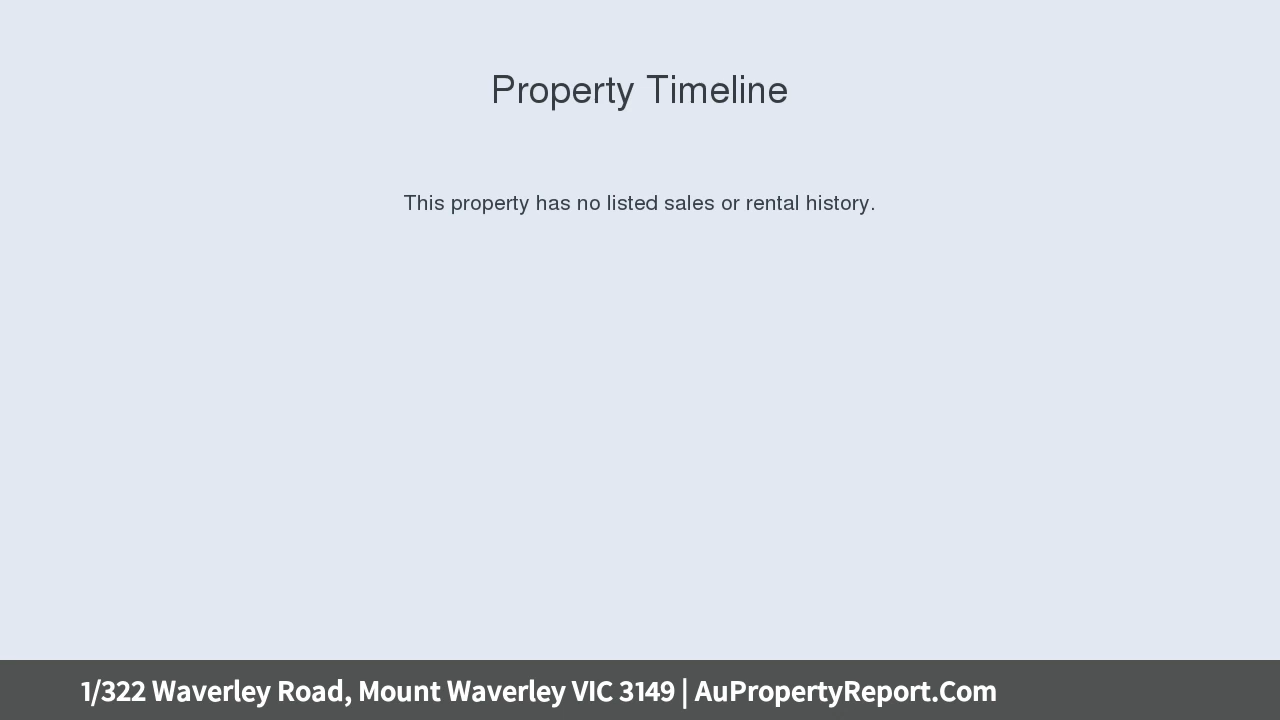 Property Timeline
This property has no listed sales or rental history.
1/322 Waverley Road, Mount Waverley VIC 3149 | AuPropertyReport.Com